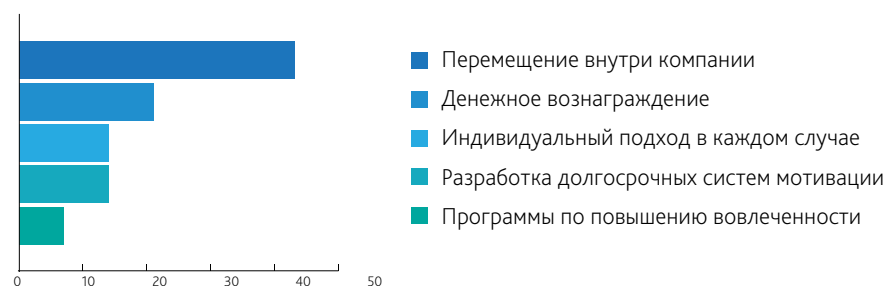 Перемещение внутри компании
Денежное вознаграждение
Индивидуальный подход в каждом случае
Разработка долгосрочных систем мотивации
Программы по повышению вовлеченности
0 10 20 30 40 50